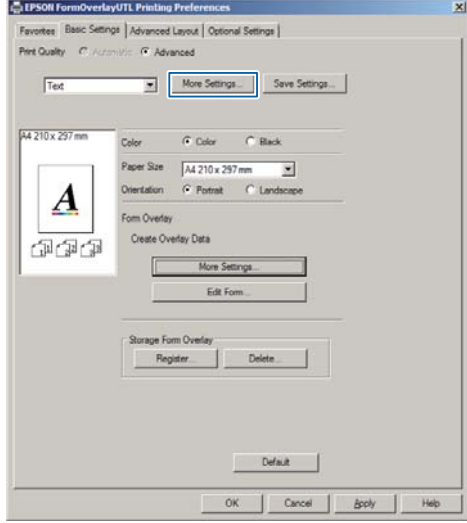 EPSON FormOverlayUTL Printing Preferences
Favorites Basic Settings Advanced Layout Optional Settings
Print Quality Automatic Advanced
Text More Settings... Save Settings...
A4 210 x 297 mm
Color Color Black
Paper Size A4 210 x 297 mm
Orientation Portrait Landscape
A
Form Overlay
Create Overlay Data
More Settings...
Edit Form...
Storage Form Overlay
Register... Delete...
Default
OK Cancel Apply Help